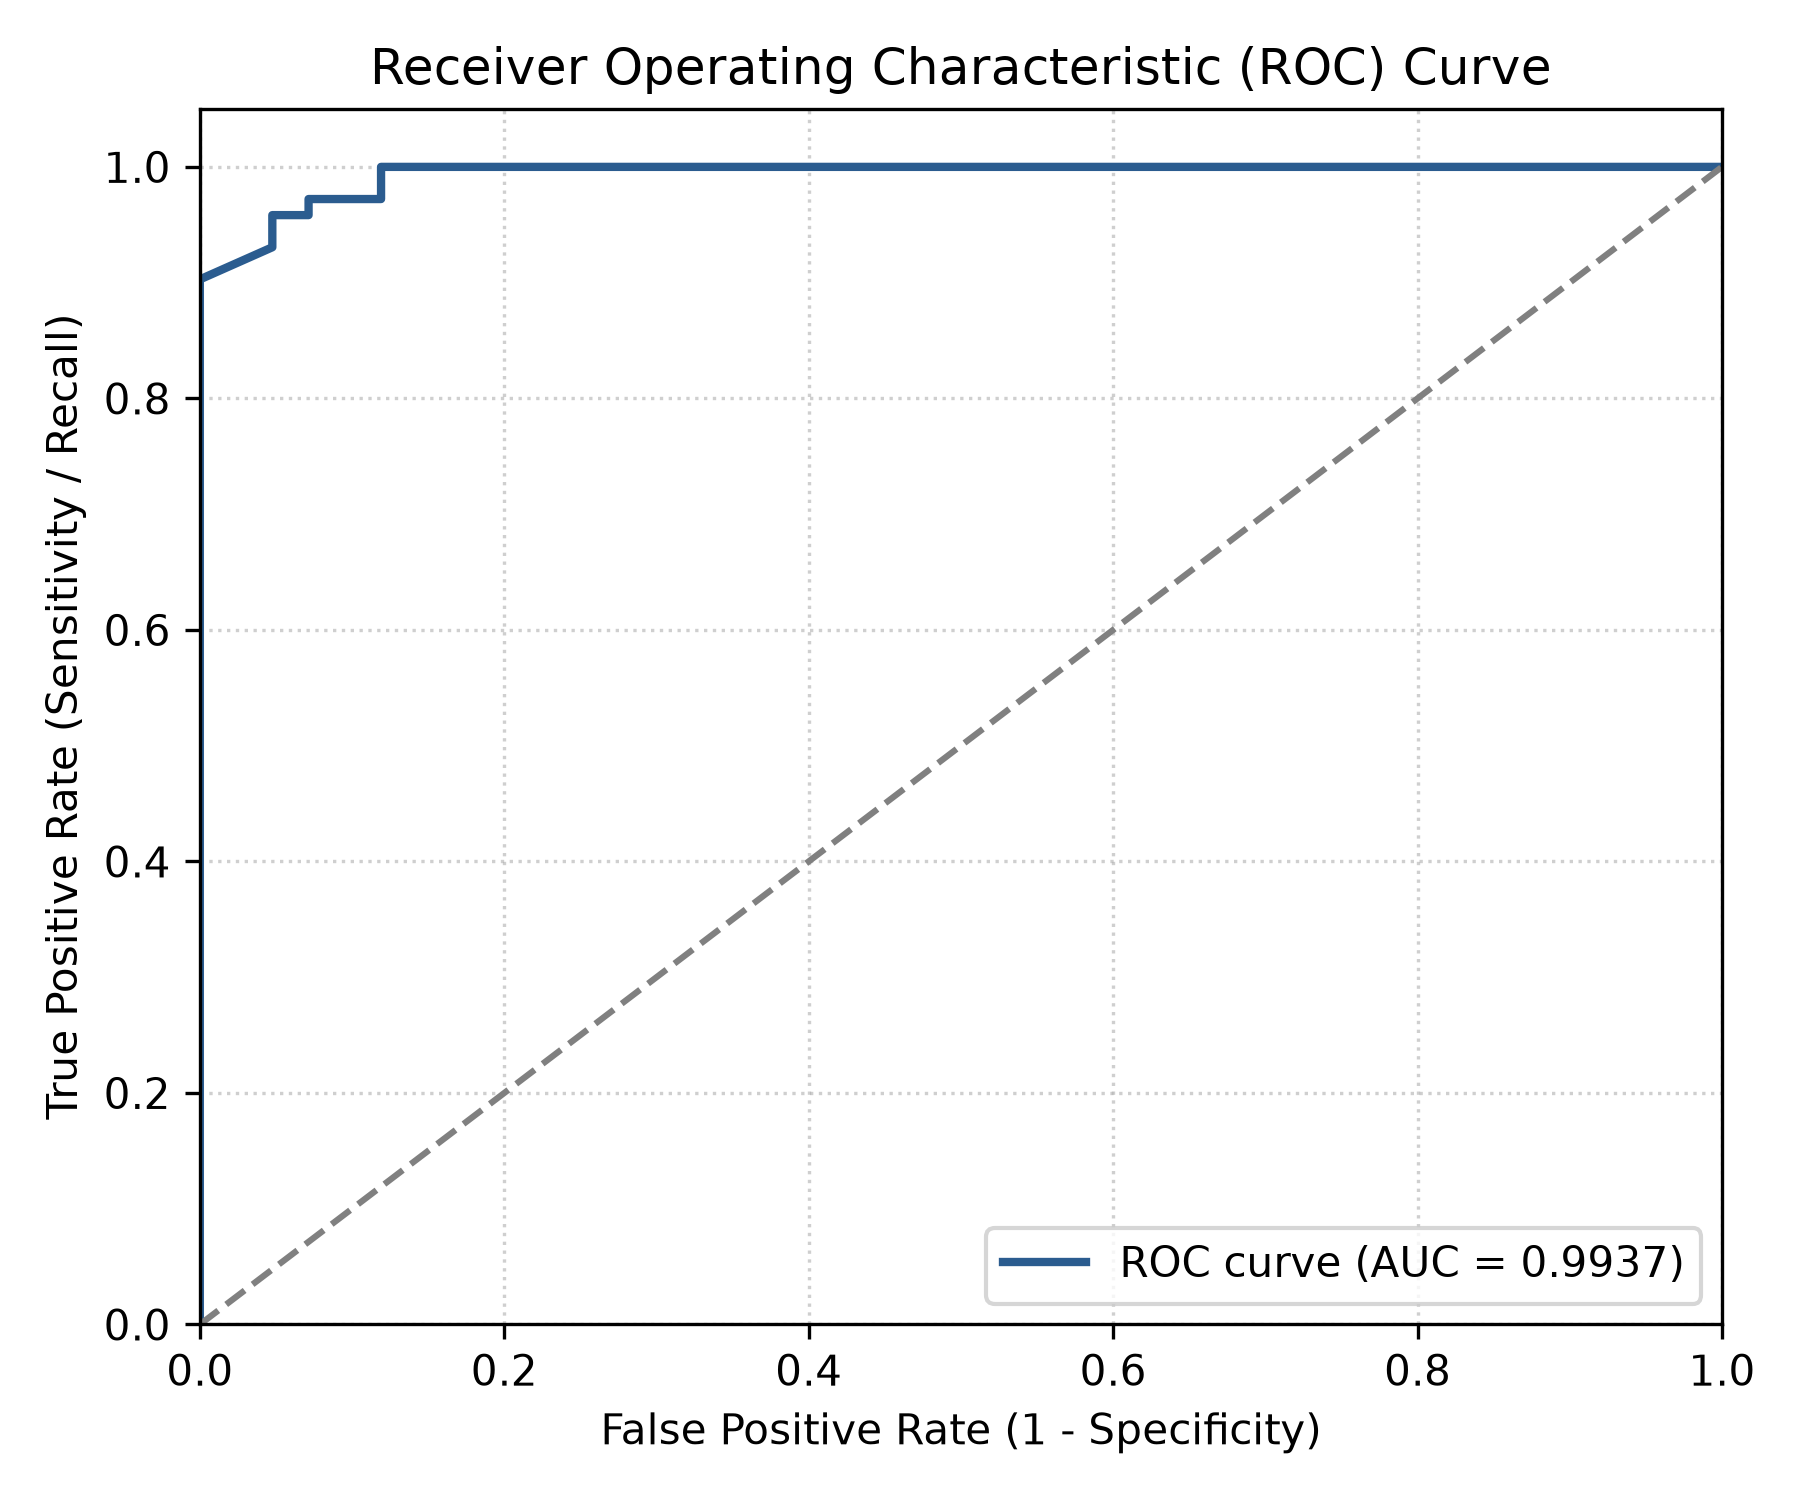 Receiver Operating Characteristic (ROC) Curve
True Positive Rate (Sensitivity / Recall)
1.0
0.8
0.6
0.4
0.2
0.0
ROC curve (AUC = 0.9937)
0.0 0.2 0.4 0.6 0.8 1.0
False Positive Rate (1 - Specificity)